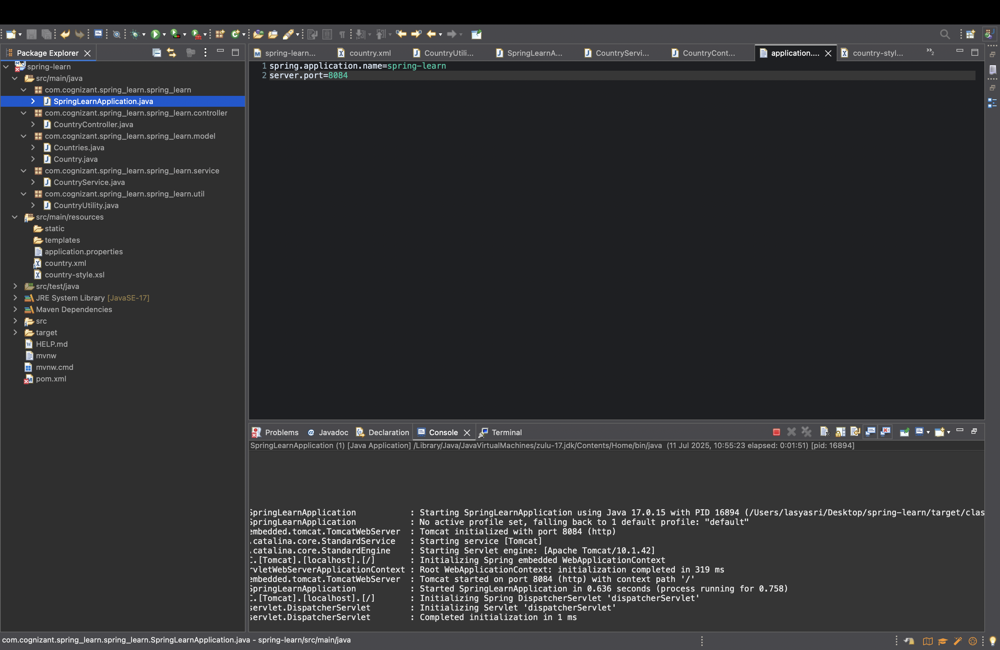 Package Explorer
spring-learn
src/main/java
com.cognizant.spring_learn.spring_learn
SpringLearnApplication.java
com.cognizant.spring_learn.spring_learn.controller
CountryController.java
com.cognizant.spring_learn.spring_learn.model
Countries.java
Country.java
com.cognizant.spring_learn.spring_learn.service
CountryService.java
com.cognizant.spring_learn.spring_learn.util
CountryUtility.java
src/main/resources
static
templates
application.properties
country.xml
country-style.xsl
src/test/java
JRE System Library [JavaSE-17]
Maven Dependencies
src
target
HELP.md
mvnw
mvnw.cmd
pom.xml
spring-learn... country.xml CountryUtili... SpringLearnA... CountryServi... CountryCont... application.... country-styl... »2
1 spring.application.name=spring-learn
2 server.port=8084
Problems @ Javadoc Declaration Console Terminal
SpringLearnApplication (1) [Java Application] /Library/Java/JavaVirtualMachines/zulu-17.jdk/Contents/Home/bin/java (11 Jul 2025, 10:55:23 elapsed: 0:01:51) [pid: 16894]
SpringLearnApplication : Starting SpringLearnApplication using Java 17.0.15 with PID 16894 (/Users/lasyasri/Desktop/spring-learn/target/clas
SpringLearnApplication : No active profile set, falling back to 1 default profile: "default"
embedded.tomcat.TomcatWebServer : Tomcat initialized with port 8084 (http)
.catalina.core.StandardService : Starting service [Tomcat]
.catalina.core.StandardEngine : Starting Servlet engine: [Apache Tomcat/10.1.42]
C.[Tomcat].[localhost].[/] : Initializing Spring embedded WebApplicationContext
rvletWebServerApplicationContext : Root WebApplicationContext: initialization completed in 319 ms
embedded.tomcat.TomcatWebServer : Tomcat started on port 8084 (http) with context path '/'
SpringLearnApplication : Started SpringLearnApplication in 0.636 seconds (process running for 0.758)
C.[Tomcat].[localhost].[/] : Initializing Spring DispatcherServlet 'dispatcherServlet'
servlet.DispatcherServlet : Initializing Servlet 'dispatcherServlet'
servlet.DispatcherServlet : Completed initialization in 1 ms
com.cognizant.spring_learn.spring_learn.SpringLearnApplication.java - spring-learn/src/main/java